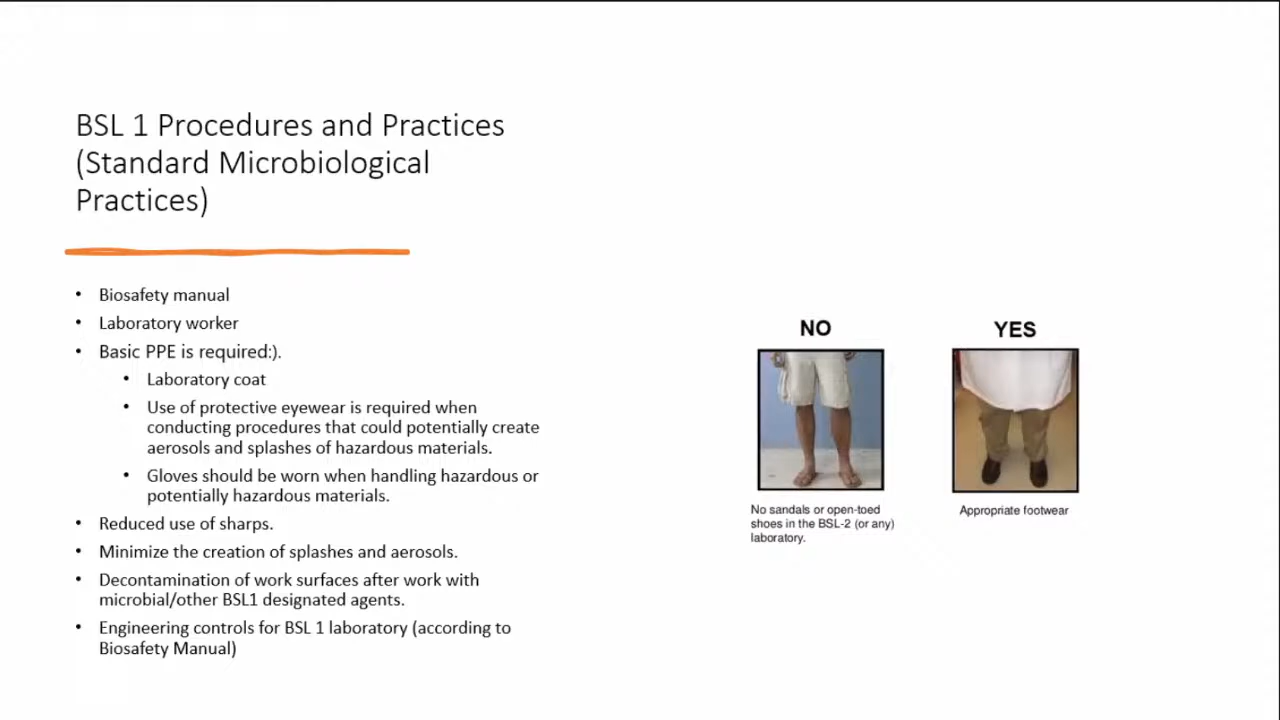 BSL 1 Procedures and Practices
(Standard Microbiological
Practices)
• Biosafety manual
• Laboratory worker
• Basic PPE is required:).
• Laboratory coat
• Use of protective eyewear is required when
conducting procedures that could potentially create
aerosols and splashes of hazardous materials.
• Gloves should be worn when handling hazardous or
potentially hazardous materials.
• Reduced use of sharps.
• Minimize the creation of splashes and aerosols.
• Decontamination of work surfaces after work with
microbial/other BSL1 designated agents.
• Engineering controls for BSL 1 laboratory (according to
Biosafety Manual)
NO
No sandals or open-toed
shoes in the BSL-2 (or any)
laboratory.
YES
Appropriate footwear